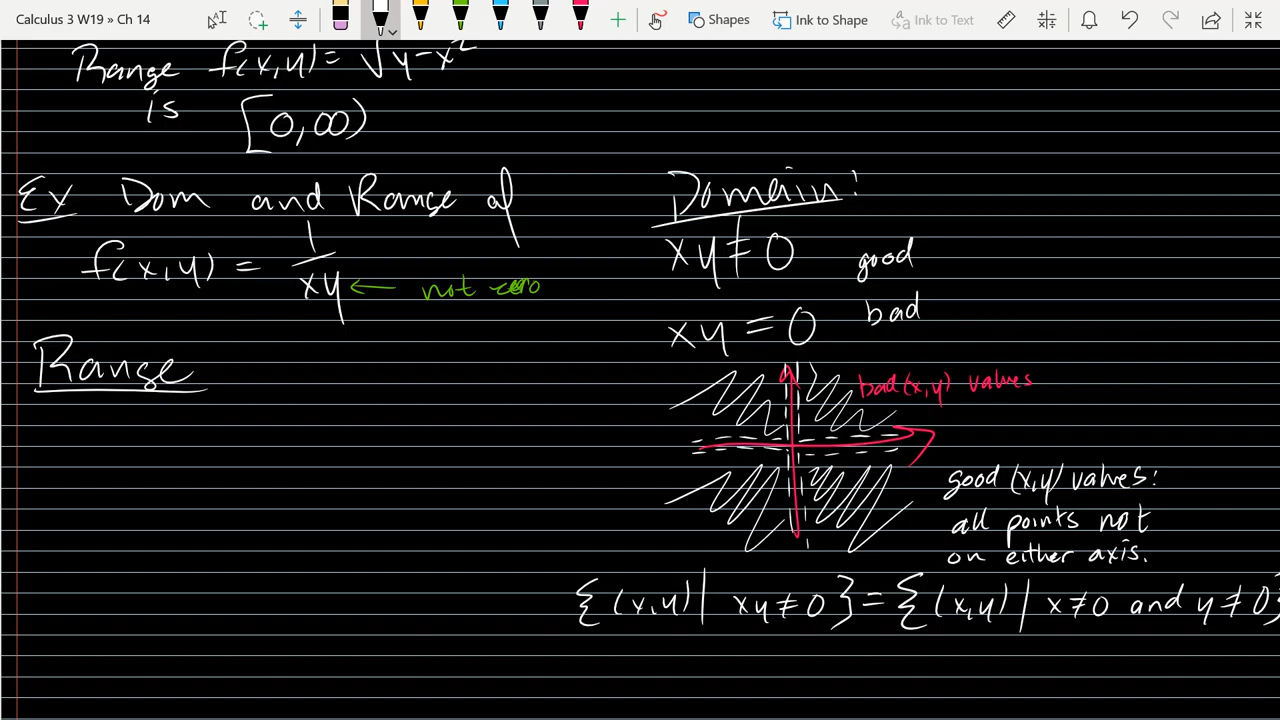 Calculus 3 W19 » Ch 14
Shapes
Ink to Shape
Ink to Text
Range f(x,y) = √y-x²
is [0,∞)
Ex Dom and Range of
f(x,y) = 1/xy ← not zero
Range
Domain:
xy ≠ 0 good
xy = 0 bad
bad (x,y) values
good (x,y) values:
all points not
on either axis.
{(x,y)| xy≠0} = {(x,y)| x≠0 and y≠0}